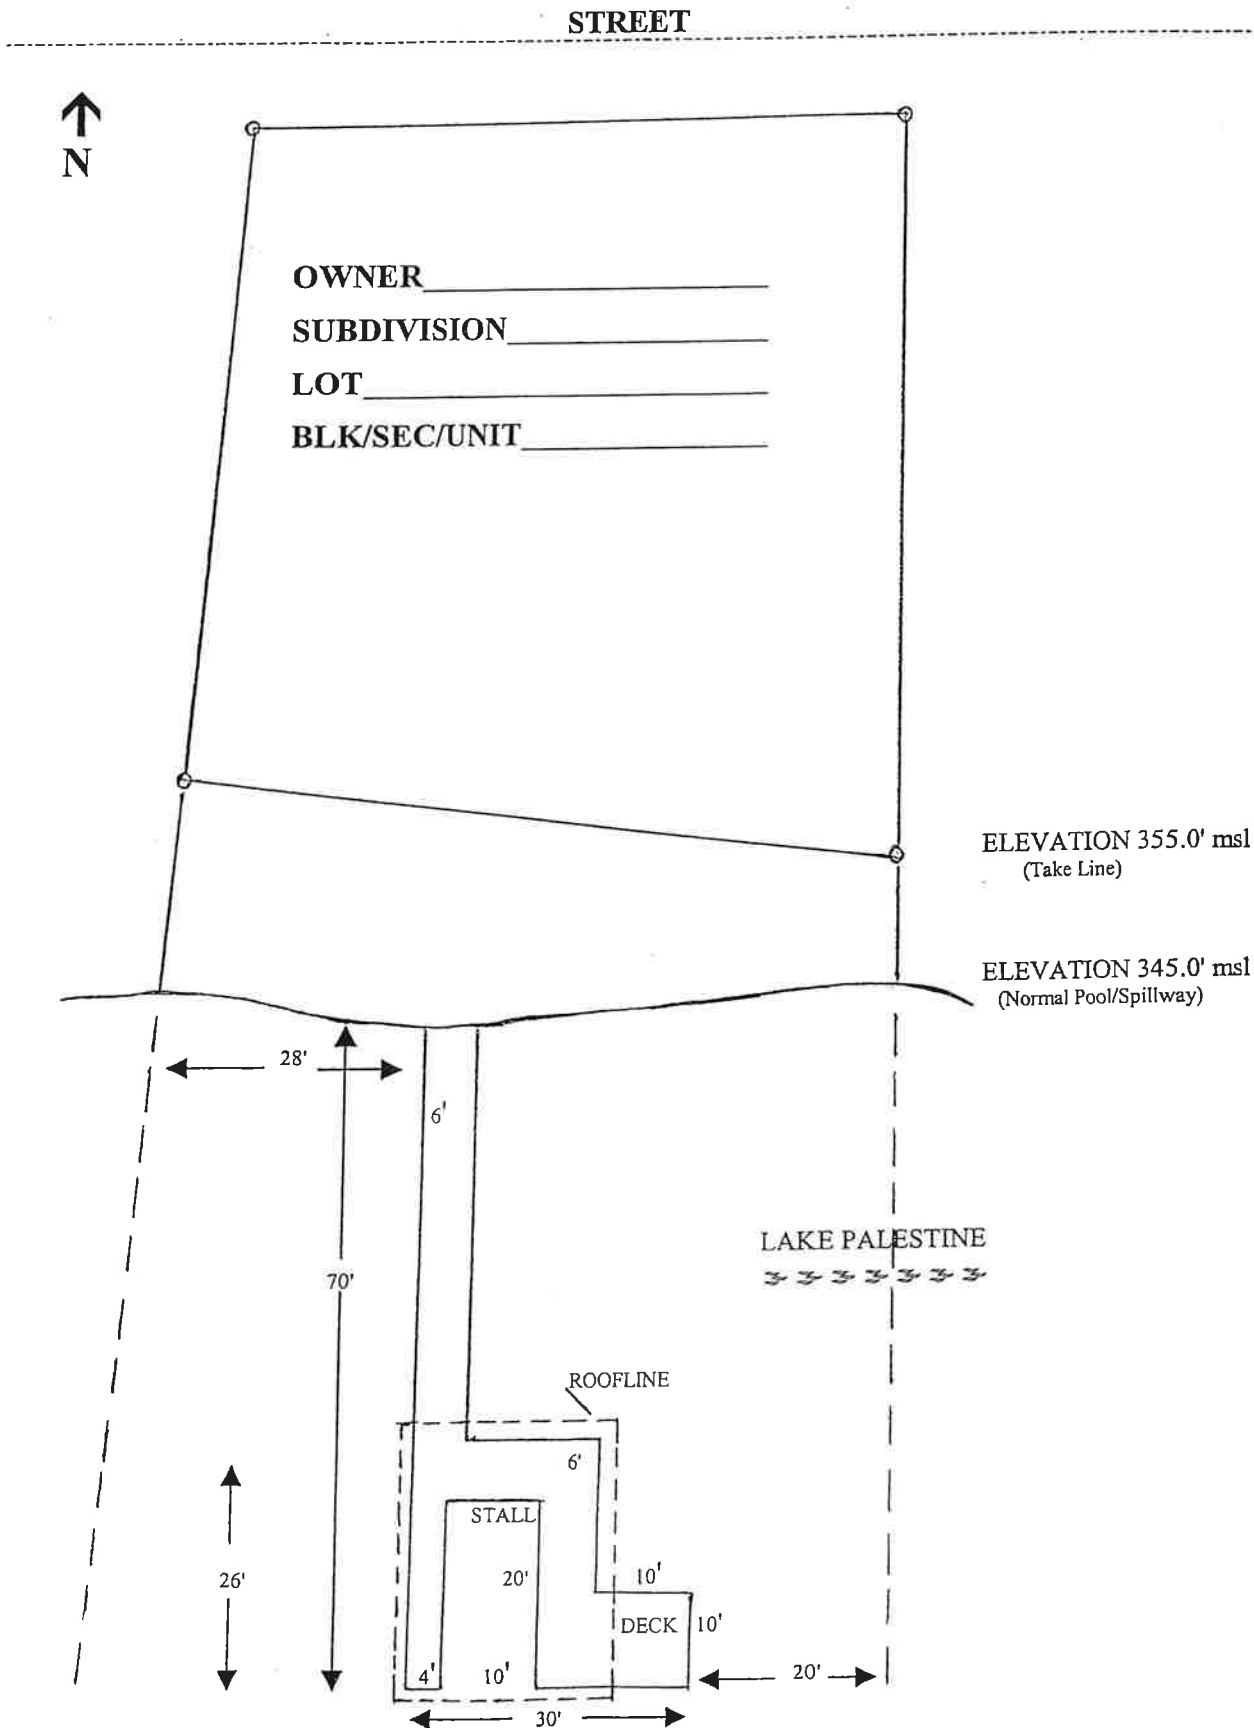 STREET
N
OWNER
SUBDIVISION
LOT
BLK/SEC/UNIT
ELEVATION 355.0' msl
(Take Line)
ELEVATION 345.0' msl
(Normal Pool/Spillway)
28'
6'
LAKE PALESTINE
70'
ROOFLINE
6'
STALL
26'
20'
10'
DECK
10'
4'
10'
20'
30'